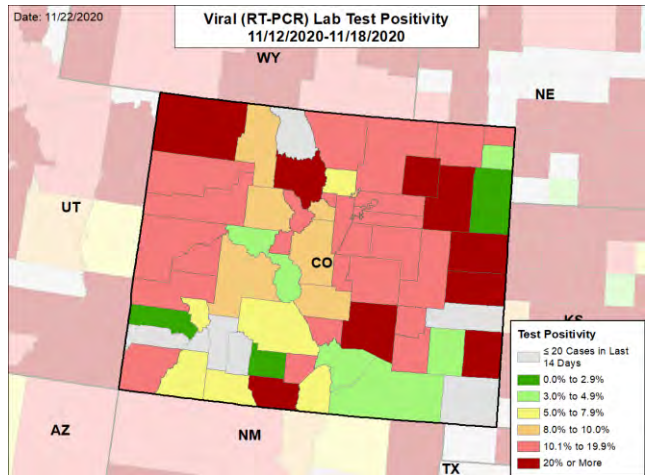 Date: 11/22/2020
Viral (RT-PCR) Lab Test Positivity
11/12/2020-11/18/2020
WY
NE
UT
CO
KS
Test Positivity
≤ 20 Cases in Last
14 Days
0.0% to 2.9%
3.0% to 4.9%
5.0% to 7.9%
8.0% to 10.0%
10.1% to 19.9%
20% or More
AZ
NM
TX